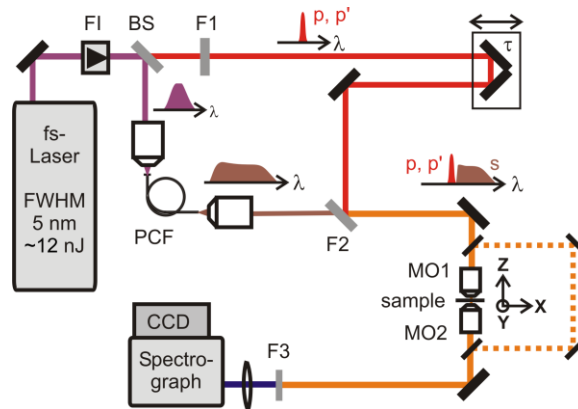 FI
BS
F1
p, p'
λ
τ
λ
fs-
Laser
FWHM
5 nm
~12 nJ
λ
PCF
F2
p, p'
s
λ
MO1
sample
MO2
Z
X
Y
CCD
Spectro-
graph
F3